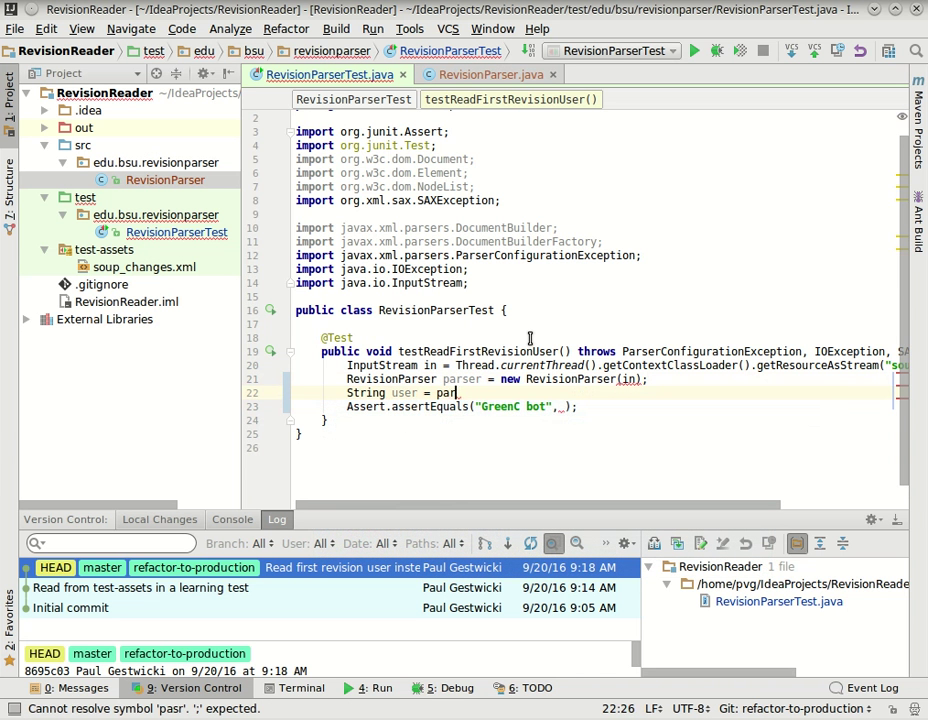 RevisionReader - [~/IdeaProjects/RevisionReader] - [RevisionReader] - ~/IdeaProjects/RevisionReader/test/edu/bsu/revisionparser/RevisionParserTest.java - I...
File Edit View Navigate Code Analyze Refactor Build Run Tools VCS Window Help
RevisionReader test edu bsu revisionparser RevisionParserTest RevisionParserTest VCS VCS
Project RevisionParserTest.java RevisionParser.java
RevisionParserTest testReadFirstRevisionUser()
1: Project
7: Structure
2: Favorites
Maven Projects
Ant Build
RevisionReader ~/IdeaProjects/
.idea
out
src
edu.bsu.revisionparser
RevisionParser
test
edu.bsu.revisionparser
RevisionParserTest
test-assets
soup_changes.xml
.gitignore
RevisionReader.iml
External Libraries
2
3 import org.junit.Assert;
4 import org.junit.Test;
5 import org.w3c.dom.Document;
6 import org.w3c.dom.Element;
7 import org.w3c.dom.NodeList;
8 import org.xml.sax.SAXException;
9
10 import javax.xml.parsers.DocumentBuilder;
11 import javax.xml.parsers.DocumentBuilderFactory;
12 import javax.xml.parsers.ParserConfigurationException;
13 import java.io.IOException;
14 import java.io.InputStream;
15
16 public class RevisionParserTest {
17
18 @Test
19 public void testReadFirstRevisionUser() throws ParserConfigurationException, IOException, SA
20 InputStream in = Thread.currentThread().getContextClassLoader().getResourceAsStream("sou
21 RevisionParser parser = new RevisionParser(in);
22 String user = par
23 Assert.assertEquals("GreenC bot", );
24 }
25 }
26
Version Control: Local Changes Console Log
Branch: All User: All Date: All Paths: All
HEAD master refactor-to-production Read first revision user inste Paul Gestwicki 9/20/16 9:18 AM
Read from test-assets in a learning test Paul Gestwicki 9/20/16 9:14 AM
Initial commit Paul Gestwicki 9/20/16 9:05 AM
HEAD master refactor-to-production
8695c03 Paul Gestwicki on 9/20/16 at 9:18 AM
RevisionReader 1 file
/home/pvg/IdeaProjects/RevisionReade
RevisionParserTest.java
0: Messages 9: Version Control Terminal 4: Run 5: Debug 6: TODO Event Log
Cannot resolve symbol 'pasr'. ';' expected. 22:26 LF÷ UTF-8÷ Git: refactor-to-production÷